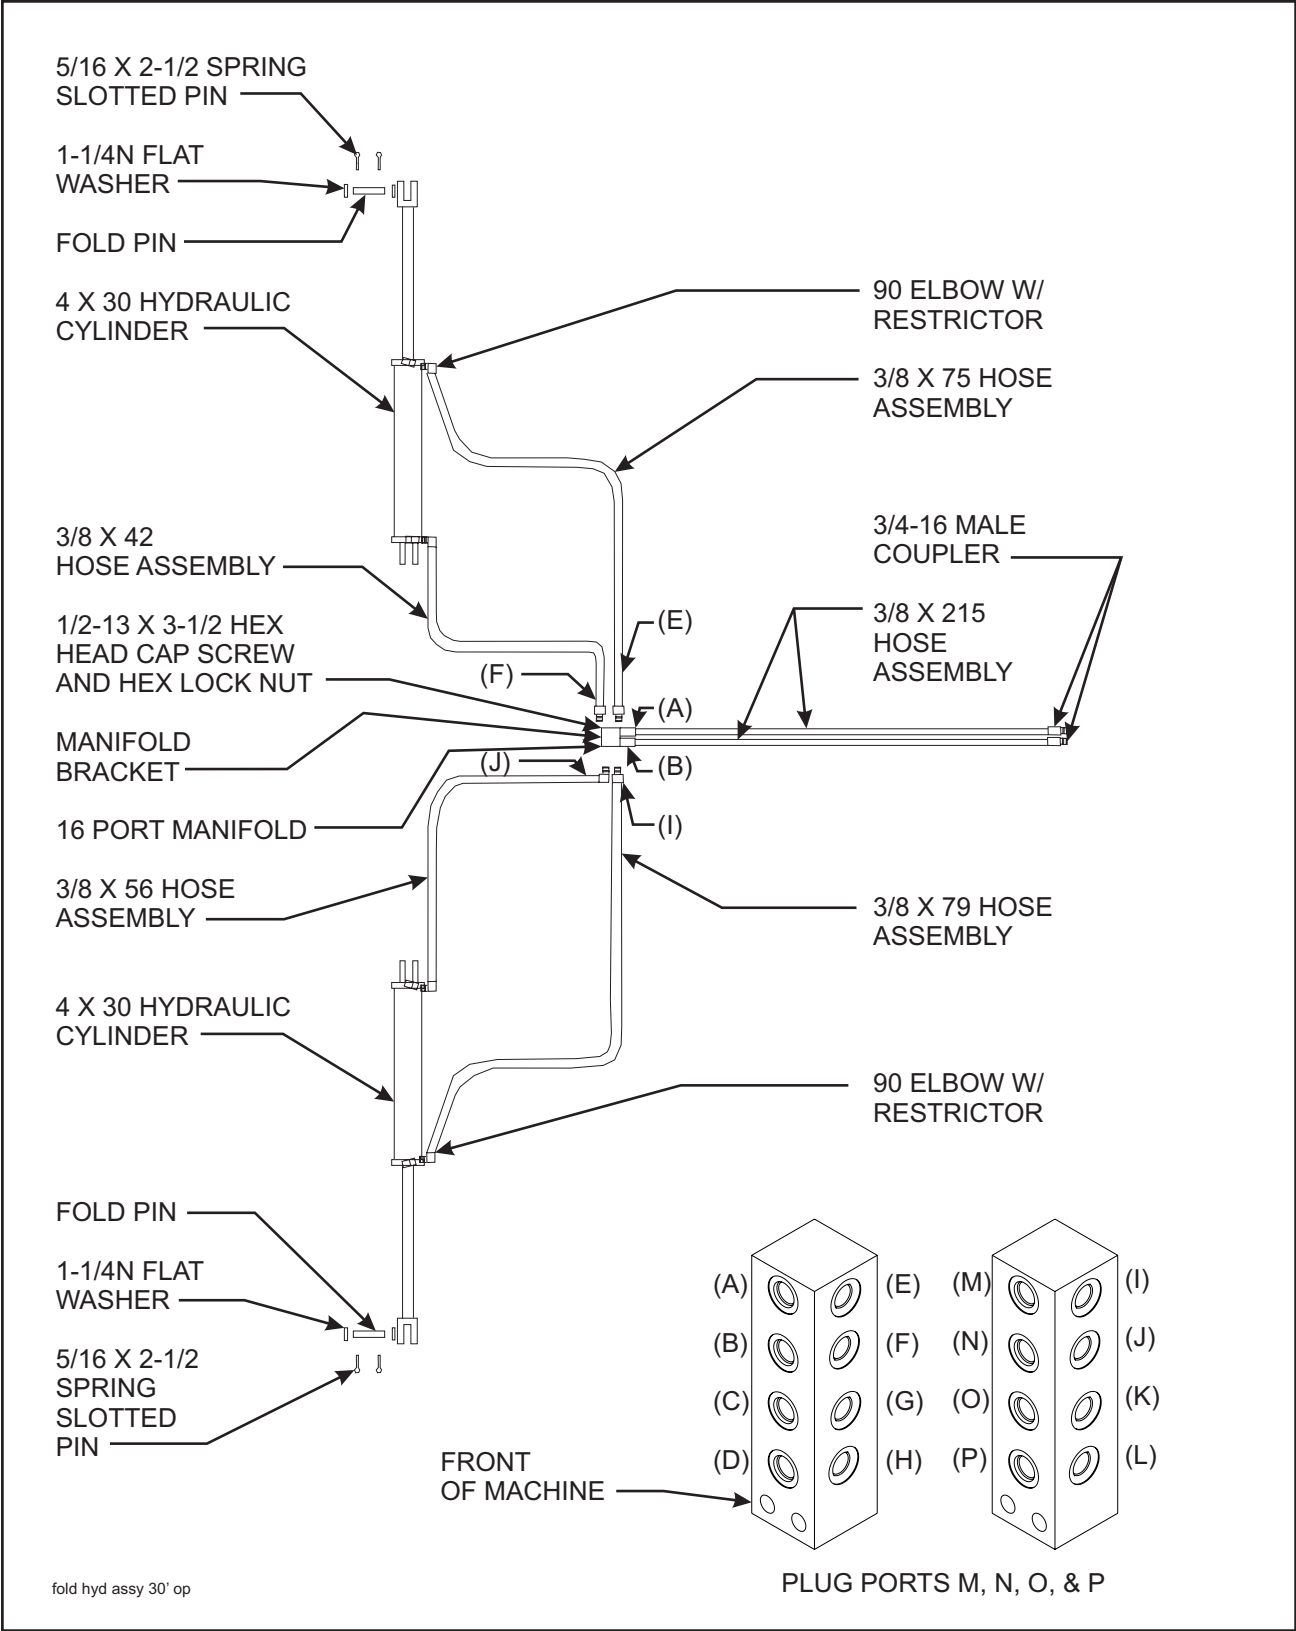 5/16 X 2-1/2 SPRING
SLOTTED PIN
1-1/4N FLAT
WASHER
FOLD PIN
4 X 30 HYDRAULIC
CYLINDER
90 ELBOW W/
RESTRICTOR
3/8 X 75 HOSE
ASSEMBLY
3/8 X 42
HOSE ASSEMBLY
3/4-16 MALE
COUPLER
1/2-13 X 3-1/2 HEX
HEAD CAP SCREW
AND HEX LOCK NUT
(E)
(F)
3/8 X 215
HOSE
ASSEMBLY
(A)
MANIFOLD
BRACKET
(J)
(B)
16 PORT MANIFOLD
(I)
3/8 X 56 HOSE
ASSEMBLY
3/8 X 79 HOSE
ASSEMBLY
4 X 30 HYDRAULIC
CYLINDER
90 ELBOW W/
RESTRICTOR
FOLD PIN
1-1/4N FLAT
WASHER
5/16 X 2-1/2
SPRING
SLOTTED
PIN
(A) (E) (M) (I)
(B) (F) (N) (J)
(C) (G) (O) (K)
(D) (H) (P) (L)
FRONT
OF MACHINE
PLUG PORTS M, N, O, & P
fold hyd assy 30' op